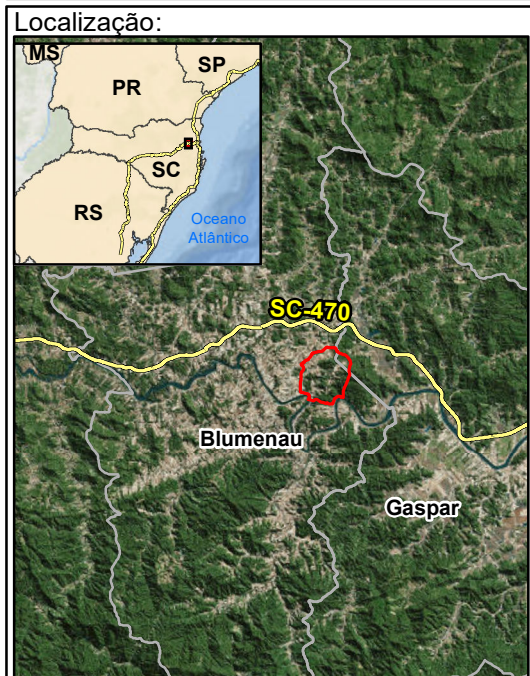 Localização:
MS
SP
PR
SC
RS
Oceano
Atlântico
SC-470
Blumenau
Gaspar